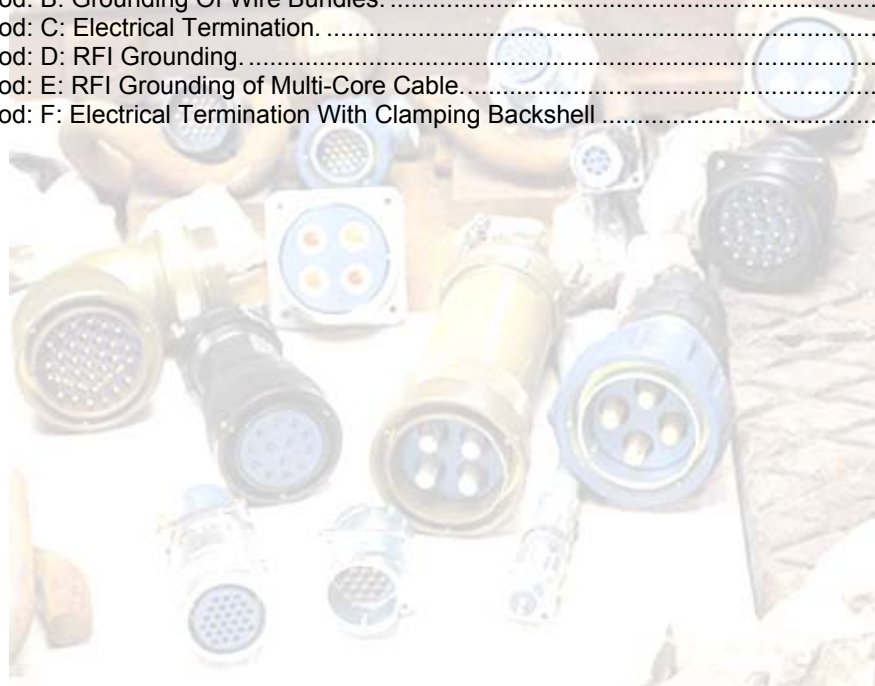 od: B: Grounding Of Wire Bundles. ........................................................................
od: C: Electrical Termination. ....................................................................................
od: D: RFI Grounding. ................................................................................................
od: E: RFI Grounding of Multi-Core Cable. ...............................................................
od: F: Electrical Termination With Clamping Backshell .............................................